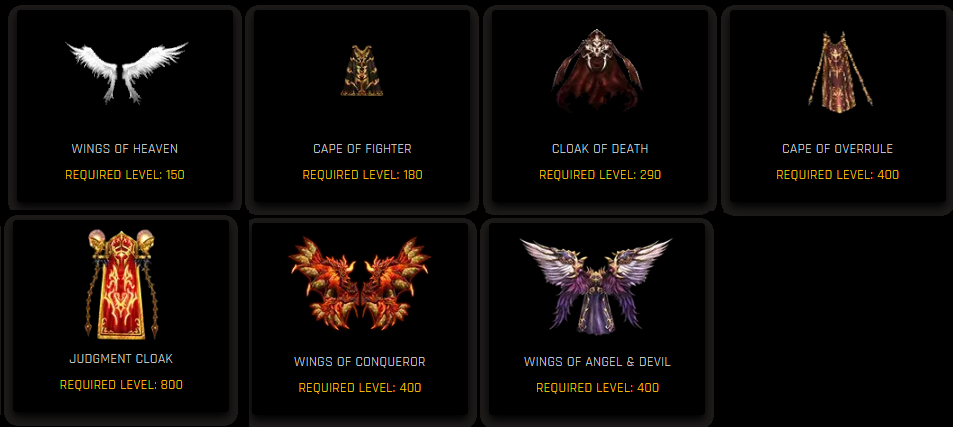 WINGS OF HEAVEN
REQUIRED LEVEL: 150
CAPE OF FIGHTER
REQUIRED LEVEL: 180
CLOAK OF DEATH
REQUIRED LEVEL: 290
CAPE OF OVERRULE
REQUIRED LEVEL: 400
JUDGMENT CLOAK
REQUIRED LEVEL: 800
WINGS OF CONQUEROR
REQUIRED LEVEL: 400
WINGS OF ANGEL & DEVIL
REQUIRED LEVEL: 400